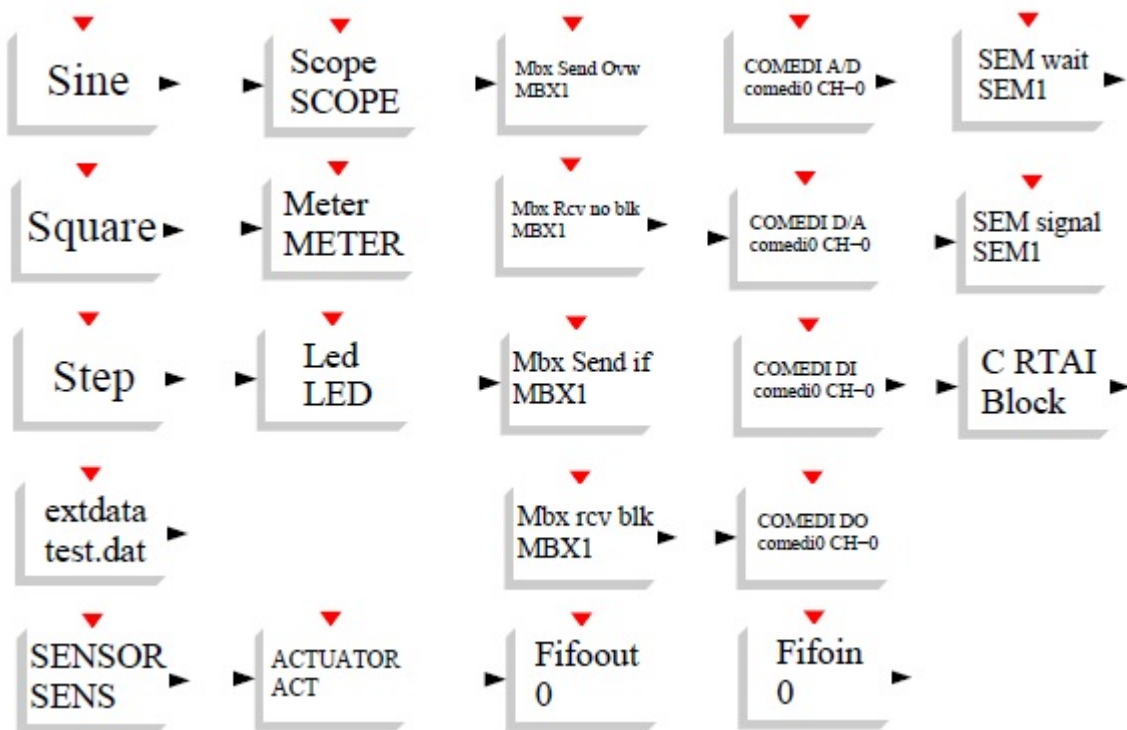 Sine
Scope
SCOPE
Mbx Send Ovw
MBX1
COMEDI A/D
comedi0 CH−0
SEM wait
SEM1
Square
Meter
METER
Mbx Rcv no blk
MBX1
COMEDI D/A
comedi0 CH−0
SEM signal
SEM1
Step
Led
LED
Mbx Send if
MBX1
COMEDI DI
comedi0 CH−0
C RTAI
Block
extdata
test.dat
Mbx rcv blk
MBX1
COMEDI DO
comedi0 CH−0
SENSOR
SENS
ACTUATOR
ACT
Fifoout
0
Fifoin
0